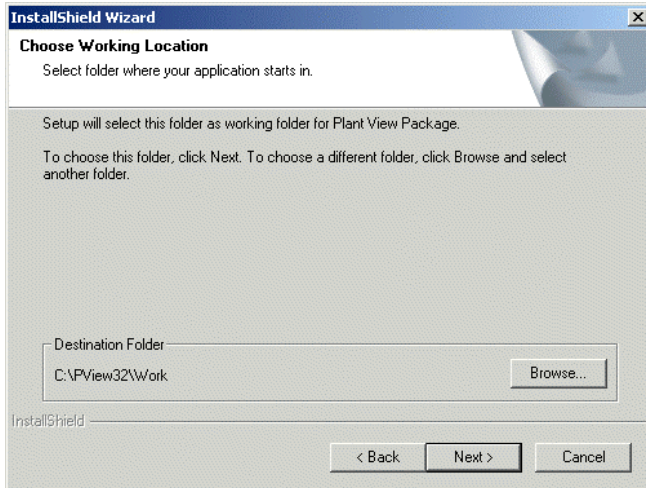 InstallShield Wizard
Choose Working Location
Select folder where your application starts in.
Setup will select this folder as working folder for Plant View Package.
To choose this folder, click Next. To choose a different folder, click Browse and select
another folder.
Destination Folder
C:\PView32\Work
Browse...
InstallShield
< Back
Next >
Cancel